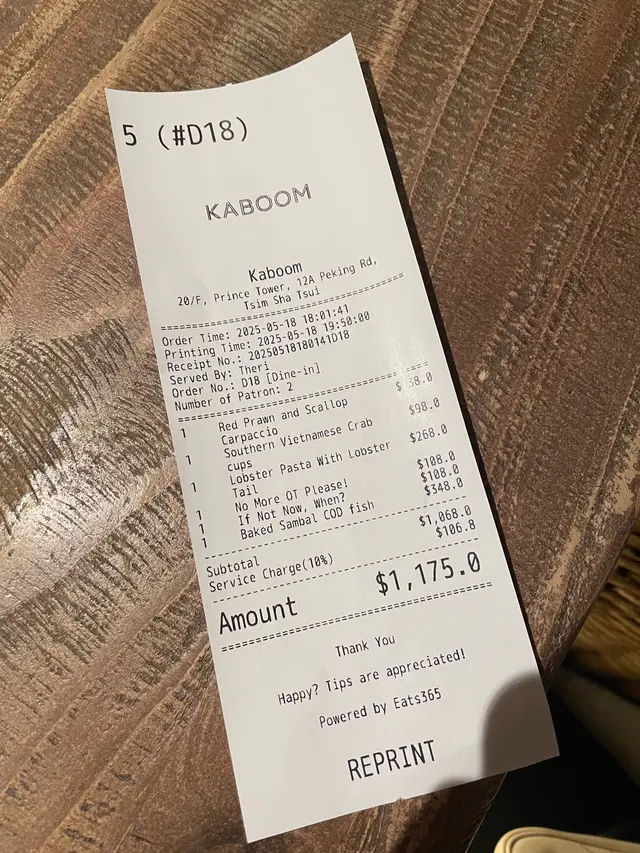 5 (#D18)
KABOOM
Kaboom
20/F, Prince Tower, 12A Peking Rd,
Tsim Sha Tsui
Order Time: 2025-05-18 18:01:41
Printing Time: 2025-05-18 19:50:00
Receipt No.: 20250518180141D18
Served By: Theri
Order No.: D18 [Dine-in]
Number of Patron: 2
1 Red Prawn and Scallop
Carpaccio
1 Southern Vietnamese Crab $98.0
cups
1 Lobster Pasta With Lobster $268.0
Tail
1 No More OT Please! $108.0
1 If Not Now, When? $108.0
1 Baked Sambal COD fish $348.0
Subtotal $1,068.0
Service Charge(10%) $106.8
Amount $1,175.0
Thank You
Happy? Tips are appreciated!
Powered by Eats365
REPRINT